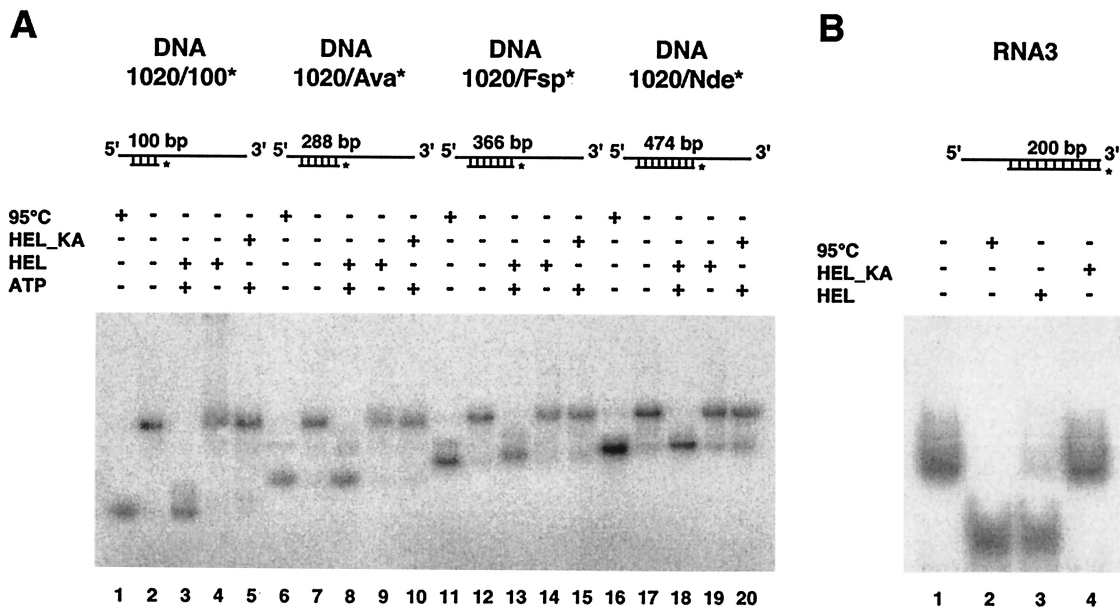 A
B
DNA DNA DNA DNA
1020/100* 1020/Ava* 1020/Fsp* 1020/Nde*
RNA3
5' 100 bp 3' 5' 288 bp 3' 5' 366 bp 3' 5' 474 bp 3'
* * * *
5' 200 bp 3'
*
95°C + - - - - + - - - - + - - - - + - - - -
HEL_KA - - - - + - - - - + - - - - + - - - - +
HEL - - + + - - - + + - - - + + - - - + + -
ATP - - + - + - - + - + - - + - + - - + - +
95°C - + - -
HEL_KA - - - +
HEL - - + -
1 2 3 4 5 6 7 8 9 10 11 12 13 14 15 16 17 18 19 20
1 2 3 4